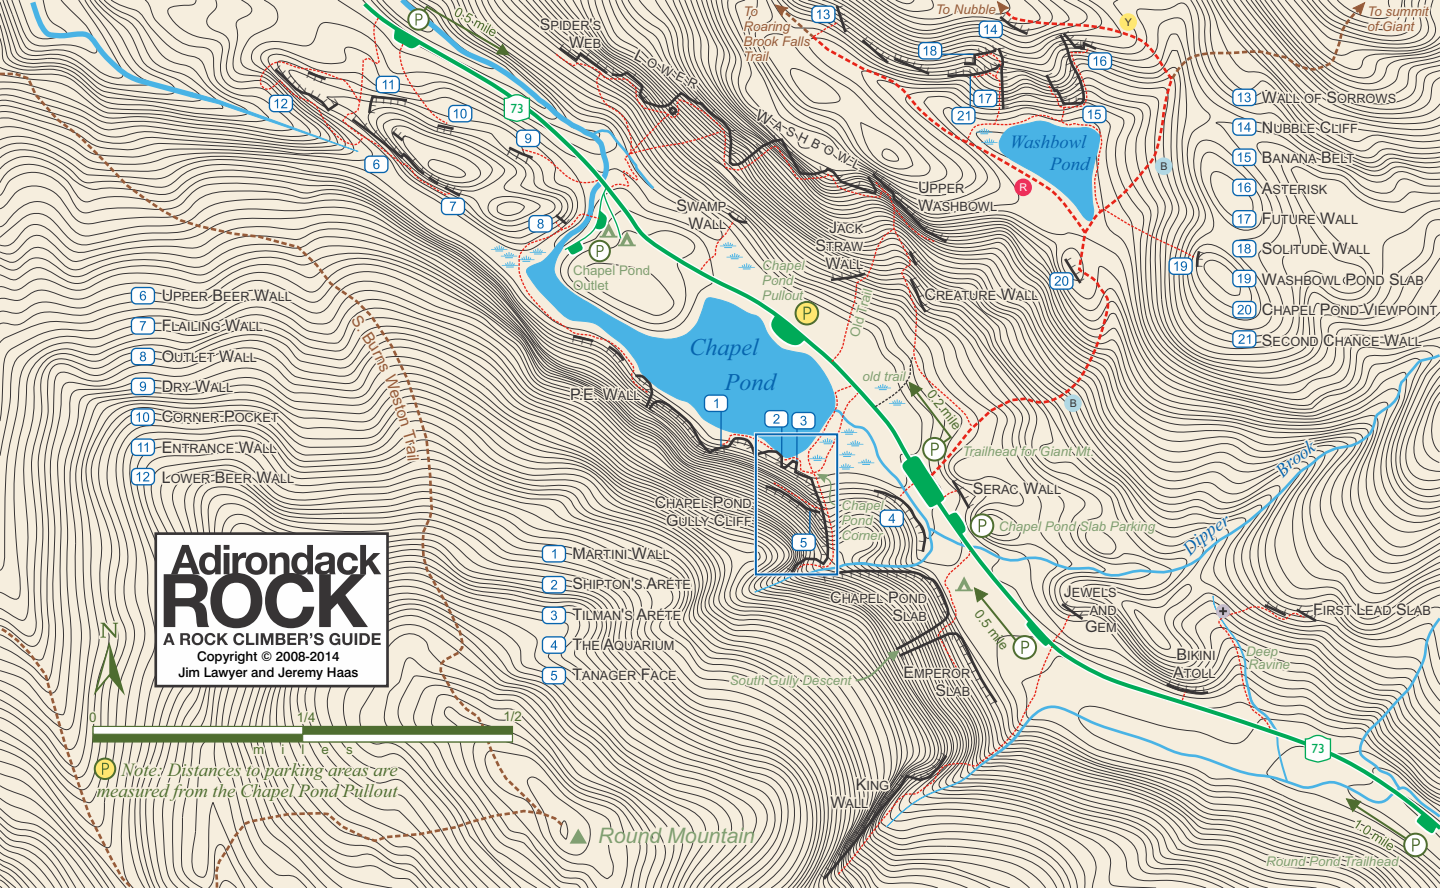 To
Roaring
Brook Falls
Trail
To Nubble
To summit
of Giant
0.5 mile
P
SPIDER'S
WEB
LOWER
WASHBOWL
UPPER
WASHBOWL
SWAMP
WALL
JACK
STRAW
WALL
CREATURE WALL
Washbowl
Pond
Y
B
R
13
14
18
16
17
21
15
19
20
12
11
10
9
6
7
8
73
P
Chapel Pond
Outlet
Chapel
Pond
Pullout
P
Old Trail
old trail
0.2 mile
P
Trailhead for Giant Mt.
B
Chapel
Pond
P.E. WALL
1
2
3
4
5
CHAPEL POND
GULLY CLIFF
Chapel
Pond
Corner
SERAC WALL
P
Chapel Pond Slab Parking
Dipper Brook
CHAPEL POND
SLAB
0.5 mile
P
JEWELS
AND
GEM
FIRST LEAD SLAB
Deep
Ravine
BIKINI
ATOLL
South Gully Descent
EMPEROR
SLAB
KING
WALL
73
1.0 mile
P
Round Pond Trailhead
S. Burns Weston Trail
Round Mountain
13 WALL OF SORROWS
14 NUBBLE CLIFF
15 BANANA BELT
16 ASTERISK
17 FUTURE WALL
18 SOLITUDE WALL
19 WASHBOWL POND SLAB
20 CHAPEL POND VIEWPOINT
21 SECOND CHANCE WALL
6 UPPER BEER WALL
7 FLAILING WALL
8 OUTLET WALL
9 DRY WALL
10 CORNER POCKET
11 ENTRANCE WALL
12 LOWER BEER WALL
1 MARTINI WALL
2 SHIPTON'S ARÊTE
3 TILMAN'S ARÊTE
4 THE AQUARIUM
5 TANAGER FACE
Adirondack
ROCK
A ROCK CLIMBER'S GUIDE
Copyright © 2008-2014
Jim Lawyer and Jeremy Haas
N
0 1/4 1/2
miles
P Note: Distances to parking areas are
measured from the Chapel Pond Pullout